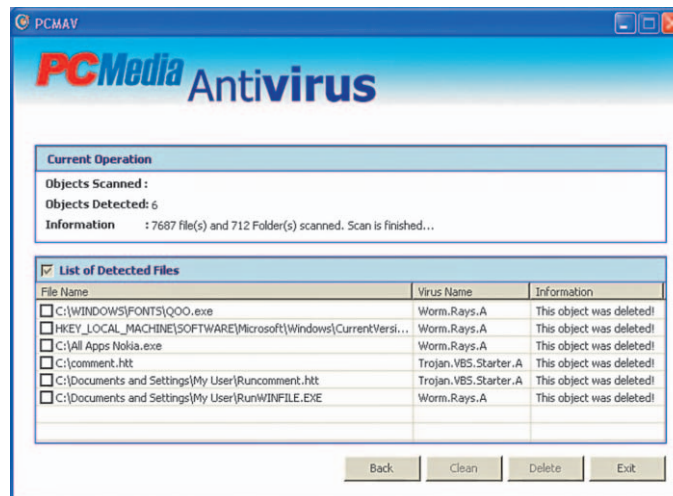 PCMAV
PCMedia Antivirus
Current Operation
Objects Scanned :
Objects Detected: 6
Information : 7687 file(s) and 712 Folder(s) scanned. Scan is finished...
List of Detected Files
File Name Virus Name Information
C:\WINDOWS\FONTS\QOO.exe Worm.Rays.A This object was deleted!
HKEY_LOCAL_MACHINE\SOFTWARE\Microsoft\Windows\CurrentVersi... Worm.Rays.A This object was deleted!
C:\All Apps Nokia.exe Worm.Rays.A This object was deleted!
C:\comment.htt Trojan.VBS.Starter.A This object was deleted!
C:\Documents and Settings\My User\Runcomment.htt Trojan.VBS.Starter.A This object was deleted!
C:\Documents and Settings\My User\RunWINFILE.EXE Worm.Rays.A This object was deleted!
Back Clean Delete Exit